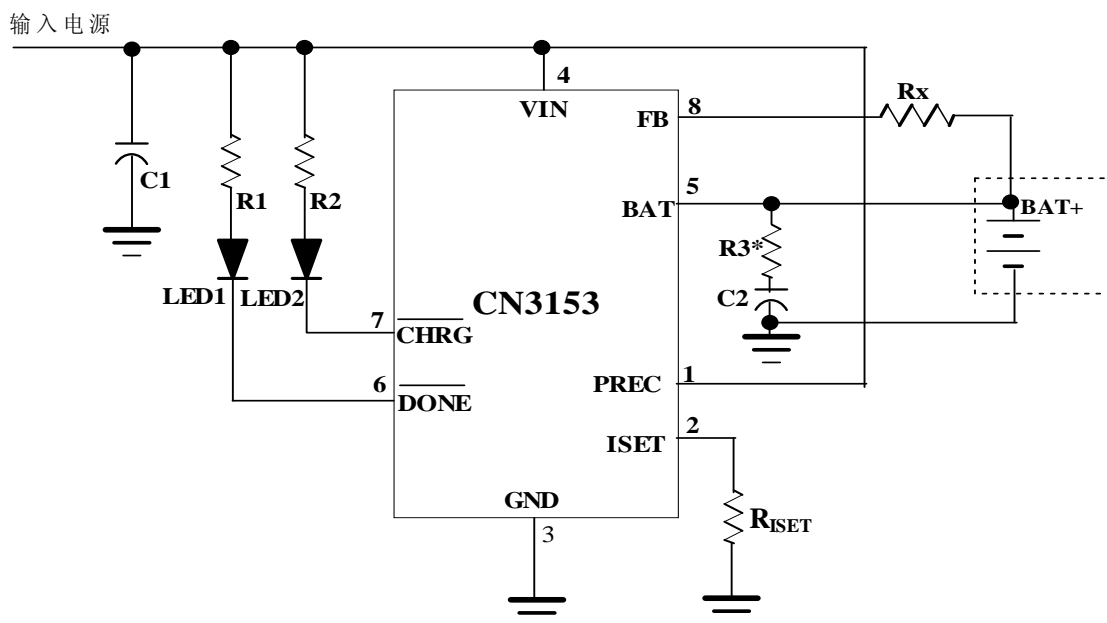 输入电源
4
VIN
8
Rx
FB
C1
R1
R2
5
BAT
BAT+
R3*
LED1
LED2
C2
CN3153
7
CHRG
6
DONE
PREC
1
2
ISET
GND
3
RISET